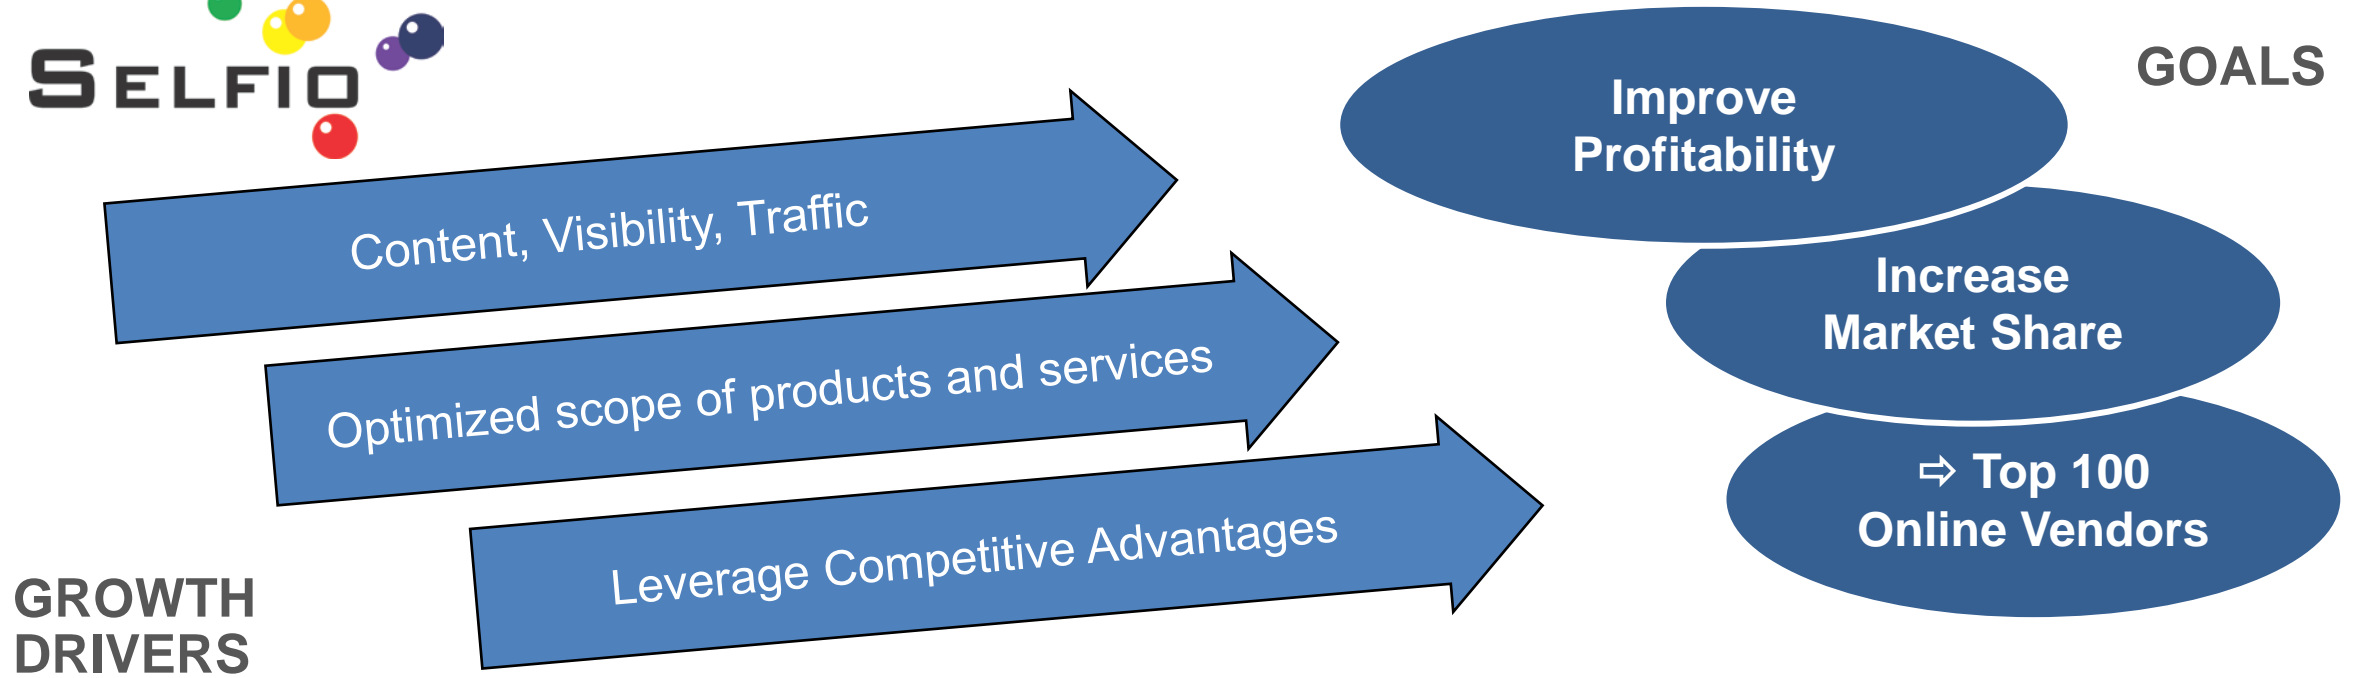 SELFIO
GOALS
Improve
Profitability
Content, Visibility, Traffic
Increase
Market Share
Optimized scope of products and services
⇨ Top 100
Online Vendors
Leverage Competitive Advantages
GROWTH
DRIVERS